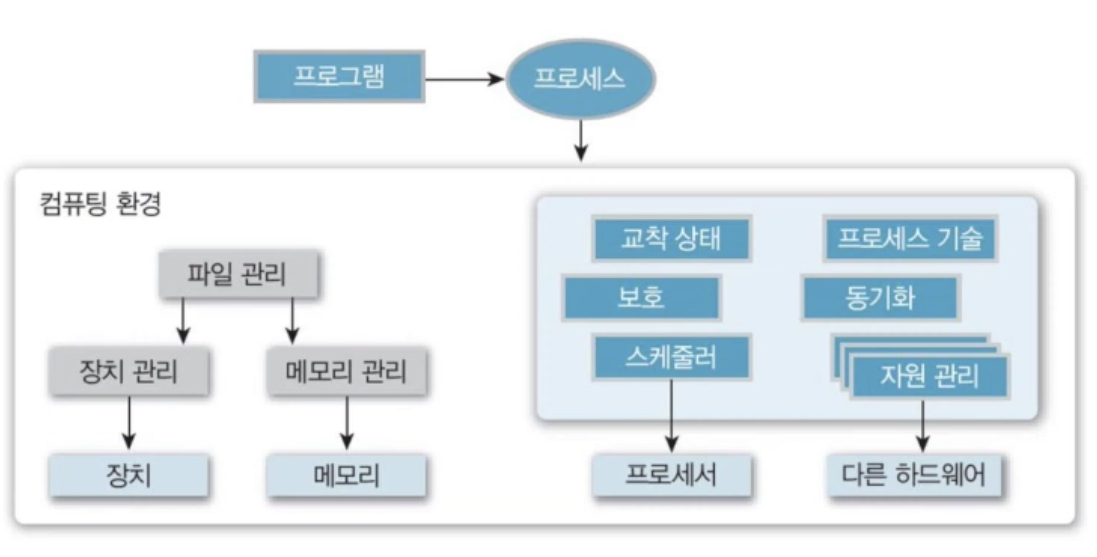 프로그램
프로세스
컴퓨팅 환경
파일 관리
장치 관리
메모리 관리
장치
메모리
교착 상태
프로세스 기술
보호
동기화
스케줄러
자원 관리
프로세서
다른 하드웨어